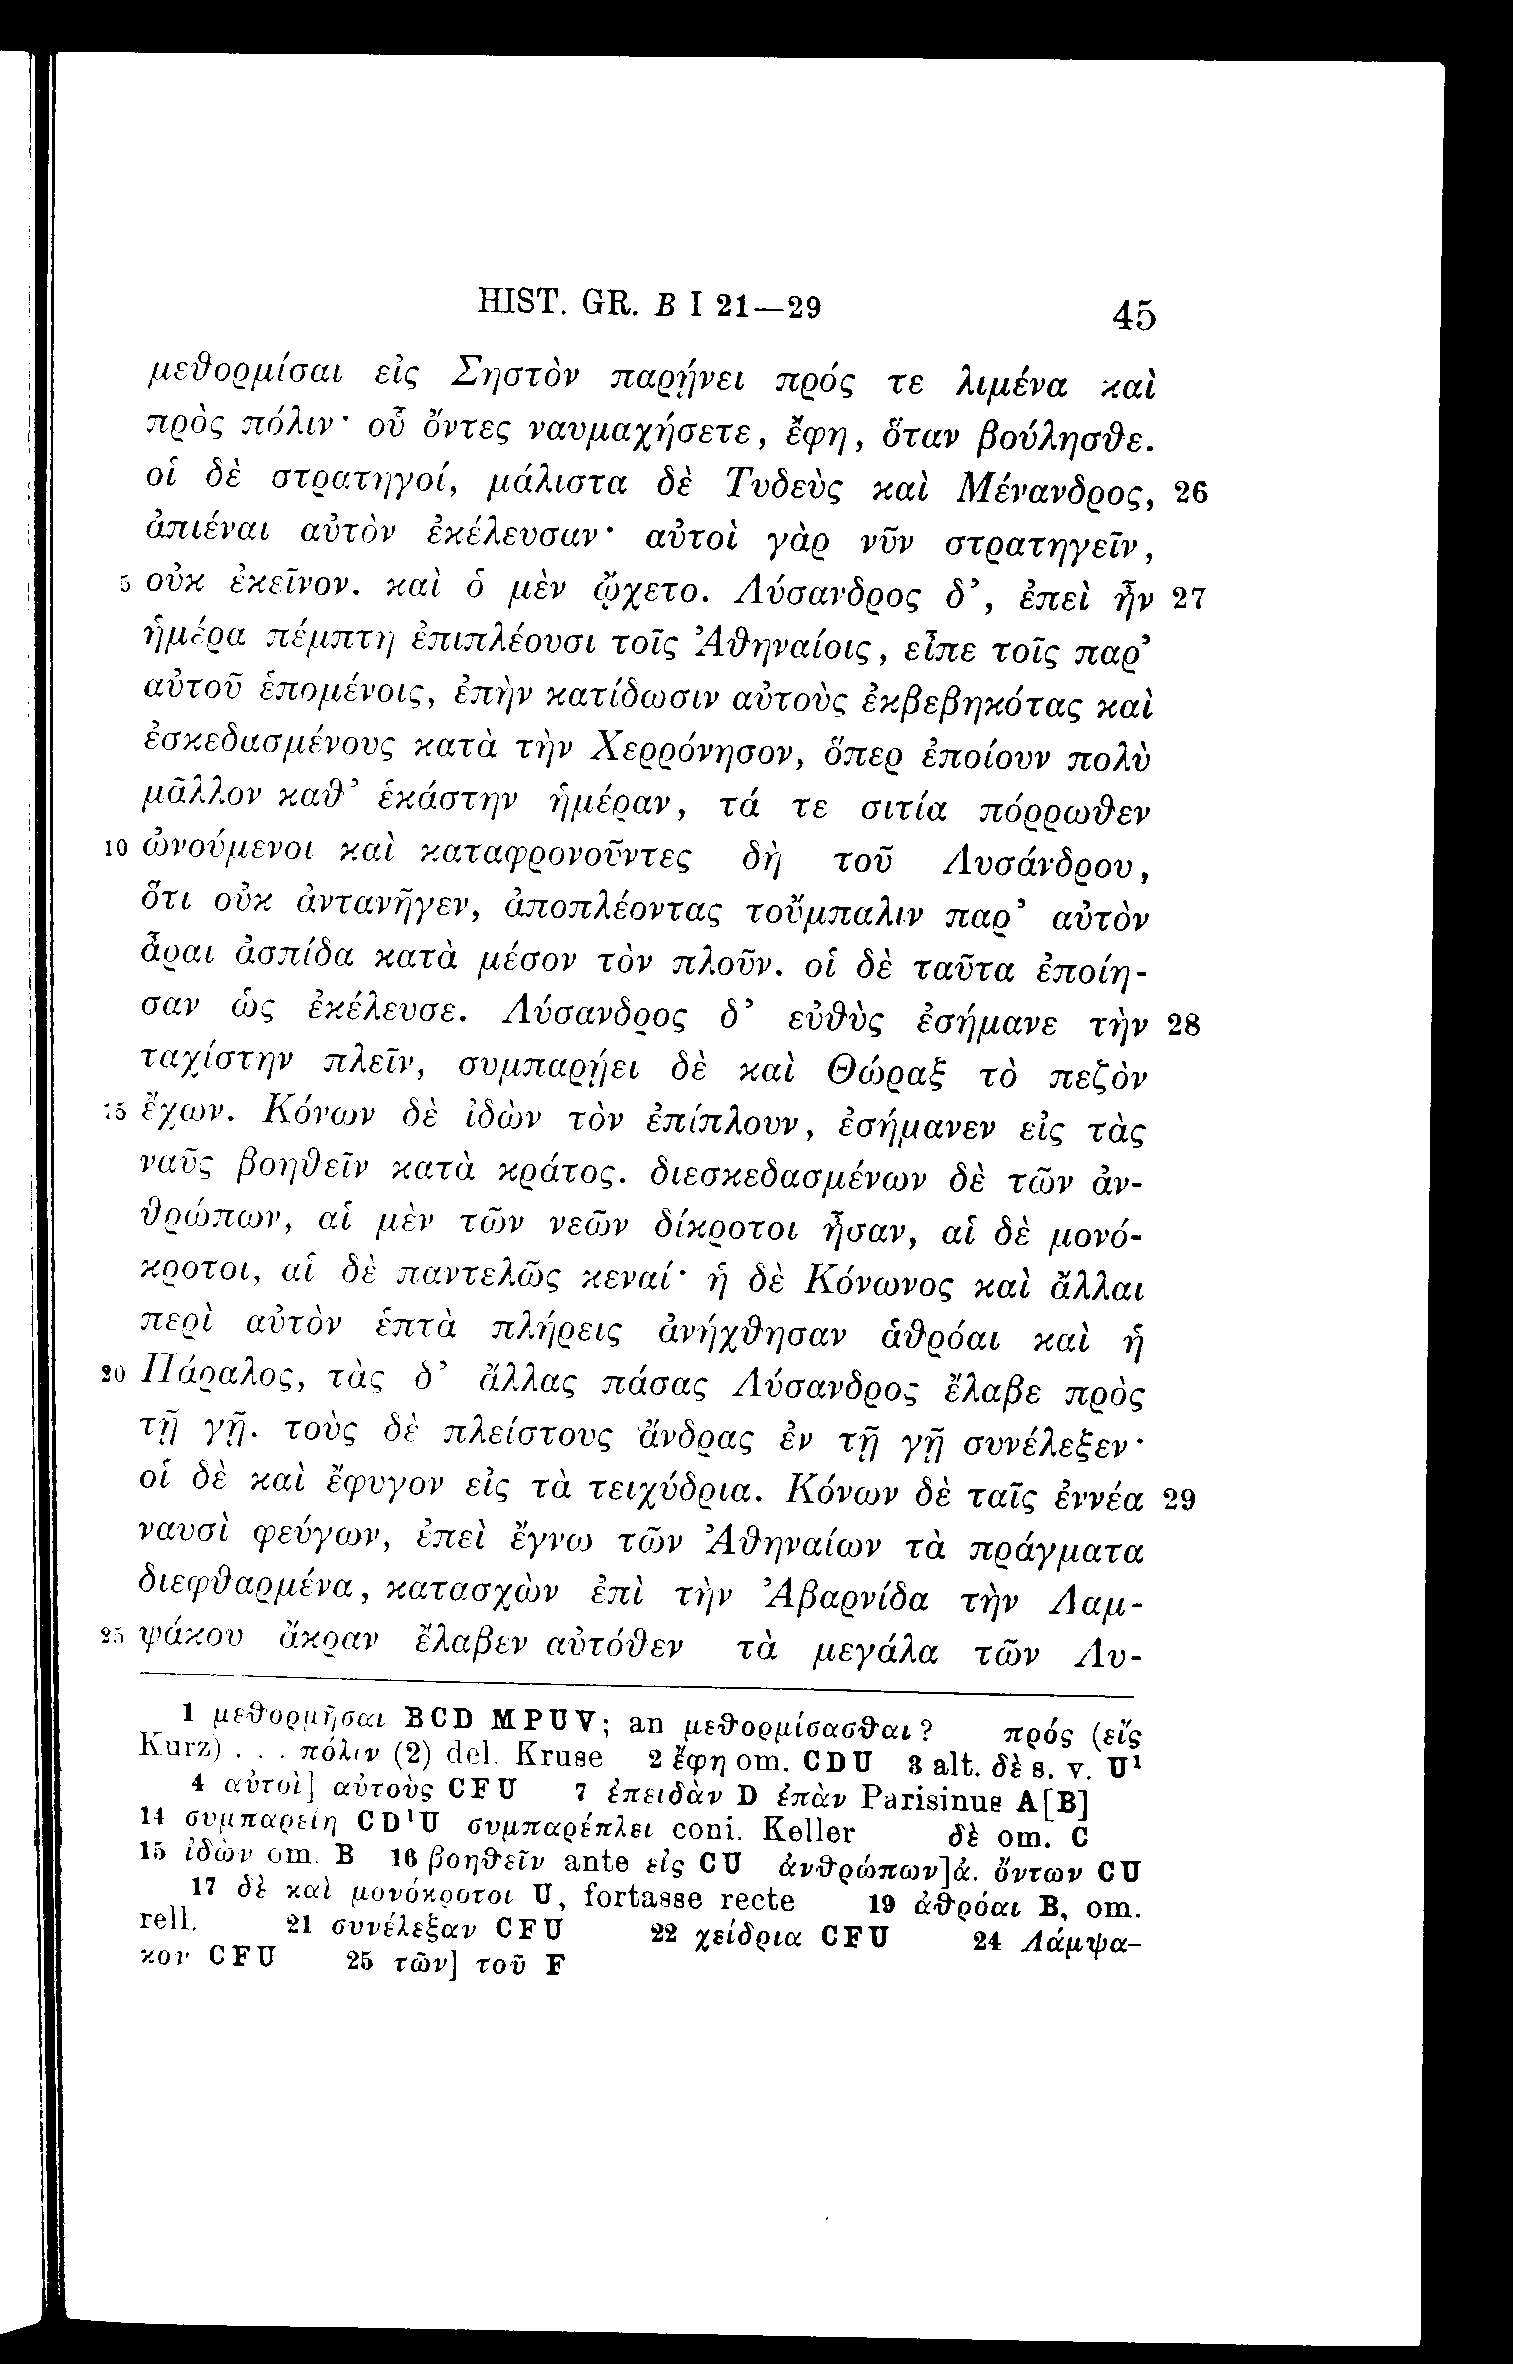 HIST. GR. B I 21—29 45
μεθορμίσαι εἰς Σηστὸν παρῄνει πρός τε λιμένα καὶ
πρὸς πόλιν· οὗ ὄντες ναυμαχήσετε, ἔφη, ὅταν βούλησθε.
οἱ δὲ στρατηγοί, μάλιστα δὲ Τυδεὺς καὶ Μένανδρος, 26
ἀπιέναι αὐτὸν ἐκέλευσαν· αὐτοὶ γὰρ νῦν στρατηγεῖν,
5 οὐκ ἐκεῖνον. καὶ ὁ μὲν ᾤχετο. Λύσανδρος δ’, ἐπεὶ ἦν 27
ἡμέρα πέμπτη ἐπιπλέουσι τοῖς Ἀθηναίοις, εἶπε τοῖς παρ’
αὐτοῦ ἑπομένοις, ἐπὴν κατίδωσιν αὐτοὺς ἐκβεβηκότας καὶ
ἐσκεδασμένους κατὰ τὴν Χερρόνησον, ὅπερ ἐποίουν πολὺ
μᾶλλον καθ’ ἑκάστην ἡμέραν, τά τε σιτία πόρρωθεν
10 ὠνούμενοι καὶ καταφρονοῦντες δὴ τοῦ Λυσάνδρου,
ὅτι οὐκ ἀντανῆγεν, ἀποπλέοντας τοὔμπαλιν παρ’ αὐτὸν
ἆραι ἀσπίδα κατὰ μέσον τὸν πλοῦν. οἱ δὲ ταῦτα ἐποίη-
σαν ὡς ἐκέλευσε. Λύσανδρος δ’ εὐθὺς ἐσήμανε τὴν 28
ταχίστην πλεῖν, συμπαρῄει δὲ καὶ Θώραξ τὸ πεζὸν
15 ἔχων. Κόνων δὲ ἰδὼν τὸν ἐπίπλουν, ἐσήμανεν εἰς τὰς
ναῦς βοηθεῖν κατὰ κράτος. διεσκεδασμένων δὲ τῶν ἀν-
θρώπων, αἱ μὲν τῶν νεῶν δίκροτοι ἦσαν, αἱ δὲ μονό-
κροτοι, αἱ δὲ παντελῶς κεναί· ἡ δὲ Κόνωνος καὶ ἄλλαι
περὶ αὐτὸν ἑπτὰ πλήρεις ἀνήχθησαν ἁθρόαι καὶ ἡ
20 Πάραλος, τὰς δ’ ἄλλας πάσας Λύσανδρος ἔλαβε πρὸς
τῇ γῇ. τοὺς δὲ πλείστους ἄνδρας ἐν τῇ γῇ συνέλεξεν·
οἱ δὲ καὶ ἔφυγον εἰς τὰ τειχύδρια. Κόνων δὲ ταῖς ἐννέα 29
ναυσὶ φεύγων, ἐπεὶ ἔγνω τῶν Ἀθηναίων τὰ πράγματα
διεφθαρμένα, κατασχὼν ἐπὶ τὴν Ἀβαρνίδα τὴν Λαμ-
25 ψάκου ἄκραν ἔλαβεν αὐτόθεν τὰ μεγάλα τῶν Λυ-
1 μεθορμῆσαι BCD MPUV; an μεθορμίσασθαι? πρός (εἴς
Kurz) . . . πόλιν (2) del. Kruse 2 ἔφη om. CDU 3 alt. δὲ s. v. U¹
4 αὐτοὶ] αὐτοὺς CFU 7 ἐπειδὰν D ἐπὰν Parisinus A[B]
14 συμπαρείη CD¹U συμπαρέπλει coni. Keller δὲ om. C
15 ἰδὼν om. B 16 βοηθεῖν ante εἰς CU ἀνθρώπων]ἀ. ὄντων CU
17 δὲ καὶ μονόκροτοι U, fortasse recte 19 ἁθρόαι B, om.
rell. 21 συνέλεξαν CFU 22 χείδρια CFU 24 Λάμψα-
κον CFU 25 τῶν] τοῦ F